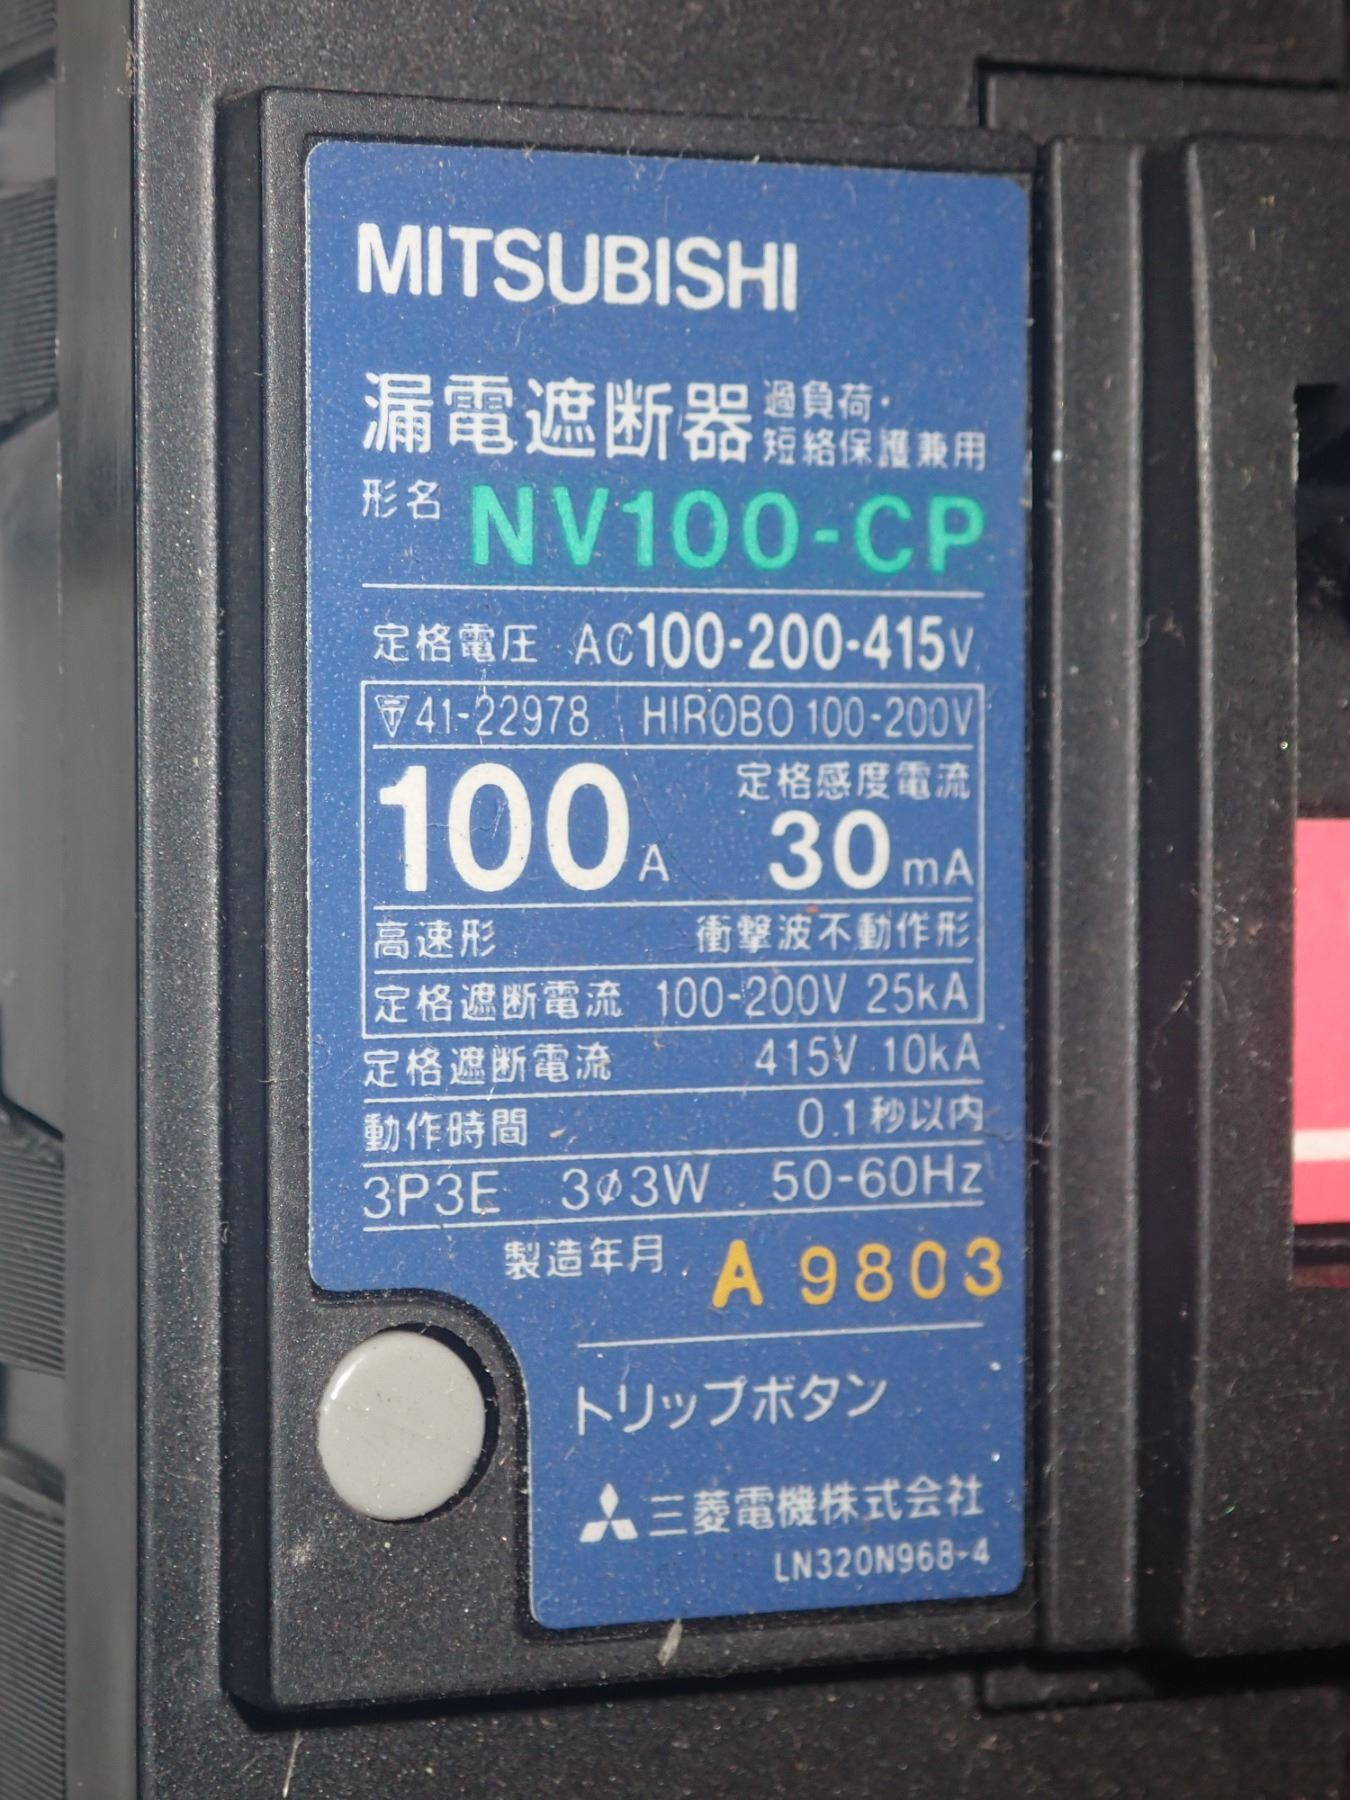 MITSUBISHI
漏電遮断器 過負荷・短絡保護兼用
形名 NV100-CP
定格電圧 AC100-200-415V
〒41-22978 HIROBO 100-200V
100A 定格感度電流 30mA
高速形 衝撃波不動作形
定格遮断電流 100-200V 25kA
定格遮断電流 415V 10kA
動作時間 0.1秒以内
3P3E 3φ3W 50-60Hz
製造年月 A 9803
トリップボタン
三菱電機株式会社
LN320N968-4